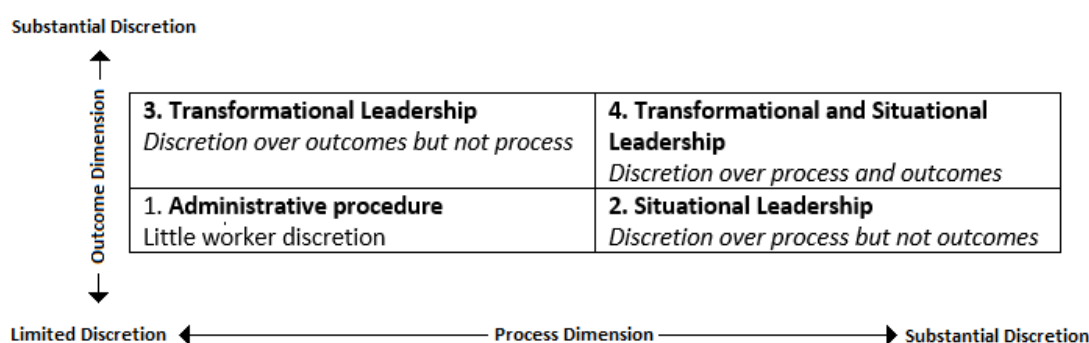 Substantial Discretion
Outcome Dimension
3. Transformational Leadership
Discretion over outcomes but not process
4. Transformational and Situational
Leadership
Discretion over process and outcomes
1. Administrative procedure
Little worker discretion
2. Situational Leadership
Discretion over process but not outcomes
Limited Discretion
Process Dimension
Substantial Discretion